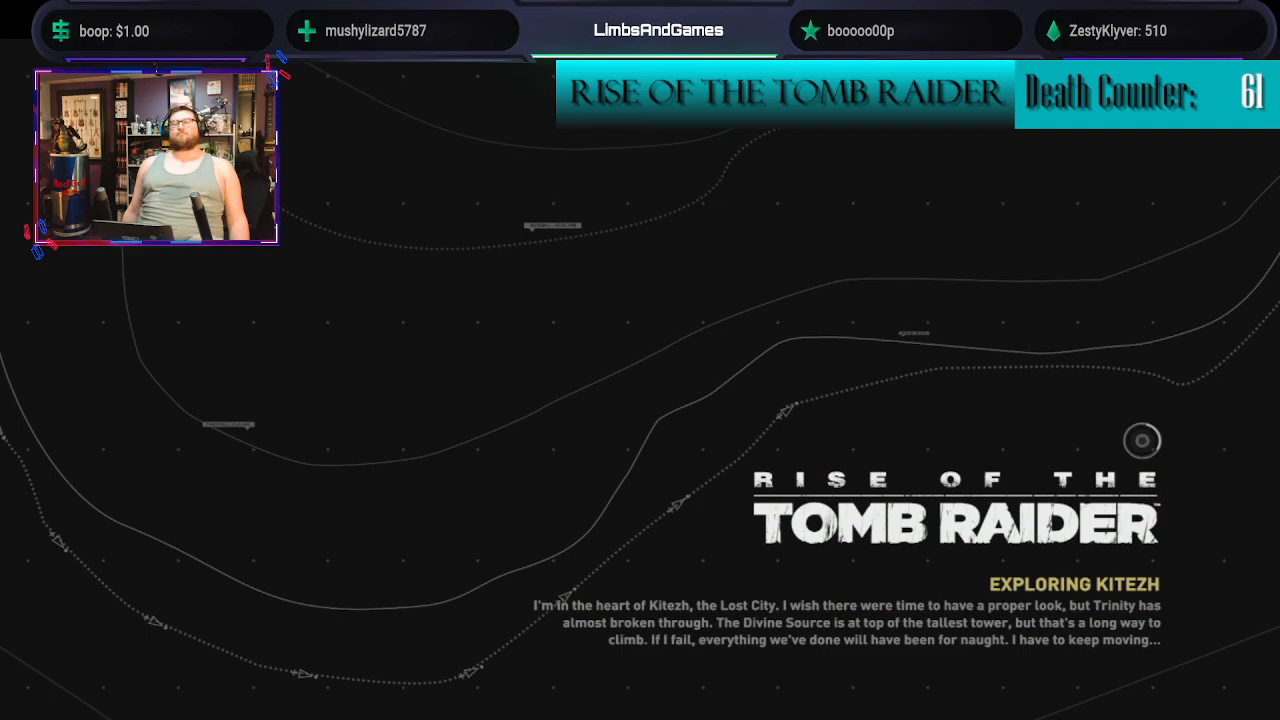 boop: $1.00
mushylizard5787
LimbsAndGames
booooo00p
ZestyKlyver: 510
RISE OF THE TOMB RAIDER
Death Counter: 61
RISE OF THE
TOMB RAIDER™
EXPLORING KITEZH
I'm in the heart of Kitezh, the Lost City. I wish there were time to have a proper look, but Trinity has
almost broken through. The Divine Source is at top of the tallest tower, but that's a long way to
climb. If I fail, everything we've done will have been for naught. I have to keep moving...